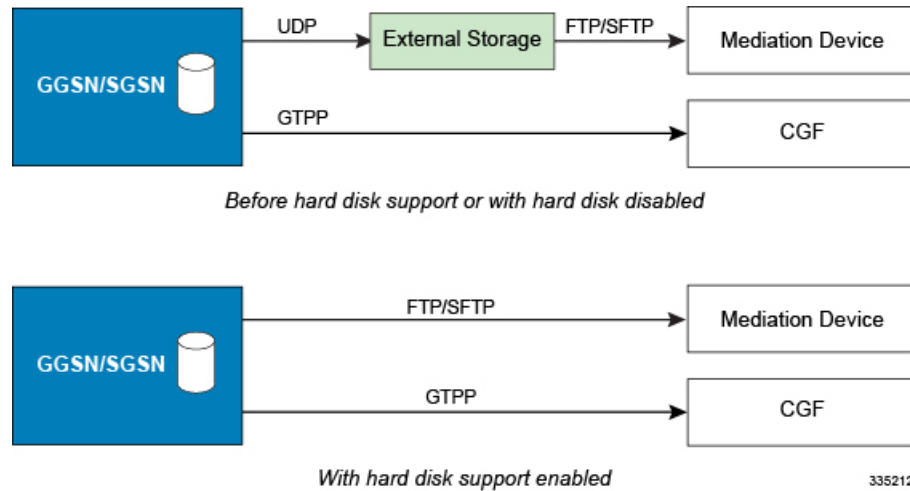 UDP
External Storage
FTP/SFTP
Mediation Device
GGSN/SGSN
GTPP
CGF
Before hard disk support or with hard disk disabled
FTP/SFTP
Mediation Device
GGSN/SGSN
GTPP
CGF
With hard disk support enabled
335212